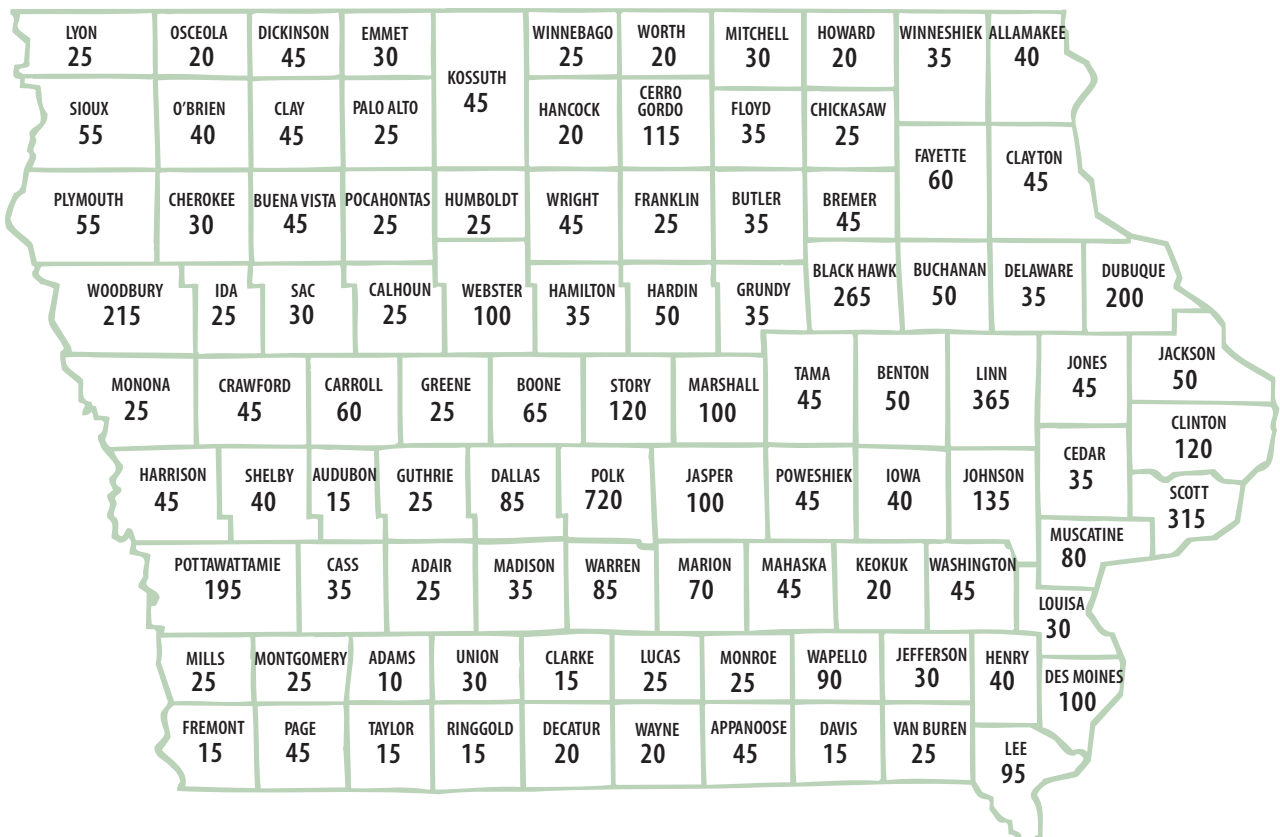 LYON
25
OSCEOLA
20
DICKINSON
45
EMMET
30
KOSSUTH
45
WINNEBAGO
25
WORTH
20
MITCHELL
30
HOWARD
20
WINNESHIEK
35
ALLAMAKEE
40
SIOUX
55
O'BRIEN
40
CLAY
45
PALO ALTO
25
HANCOCK
20
CERRO
GORDO
115
FLOYD
35
CHICKASAW
25
FAYETTE
60
CLAYTON
45
PLYMOUTH
55
CHEROKEE
30
BUENA VISTA
45
POCAHONTAS
25
HUMBOLDT
25
WRIGHT
45
FRANKLIN
25
BUTLER
35
BREMER
45
WOODBURY
215
IDA
25
SAC
30
CALHOUN
25
WEBSTER
100
HAMILTON
35
HARDIN
50
GRUNDY
35
BLACK HAWK
265
BUCHANAN
50
DELAWARE
35
DUBUQUE
200
MONONA
25
CRAWFORD
45
CARROLL
60
GREENE
25
BOONE
65
STORY
120
MARSHALL
100
TAMA
45
BENTON
50
LINN
365
JONES
45
JACKSON
50
CLINTON
120
HARRISON
45
SHELBY
40
AUDUBON
15
GUTHRIE
25
DALLAS
85
POLK
720
JASPER
100
POWESHIEK
45
IOWA
40
JOHNSON
135
CEDAR
35
SCOTT
315
MUSCATINE
80
POTTAWATTAMIE
195
CASS
35
ADAIR
25
MADISON
35
WARREN
85
MARION
70
MAHASKA
45
KEOKUK
20
WASHINGTON
45
LOUISA
30
MILLS
25
MONTGOMERY
25
ADAMS
10
UNION
30
CLARKE
15
LUCAS
25
MONROE
25
WAPELLO
90
JEFFERSON
30
HENRY
40
DES MOINES
100
FREMONT
15
PAGE
45
TAYLOR
15
RINGGOLD
15
DECATUR
20
WAYNE
20
APPANOOSE
45
DAVIS
15
VAN BUREN
25
LEE
95